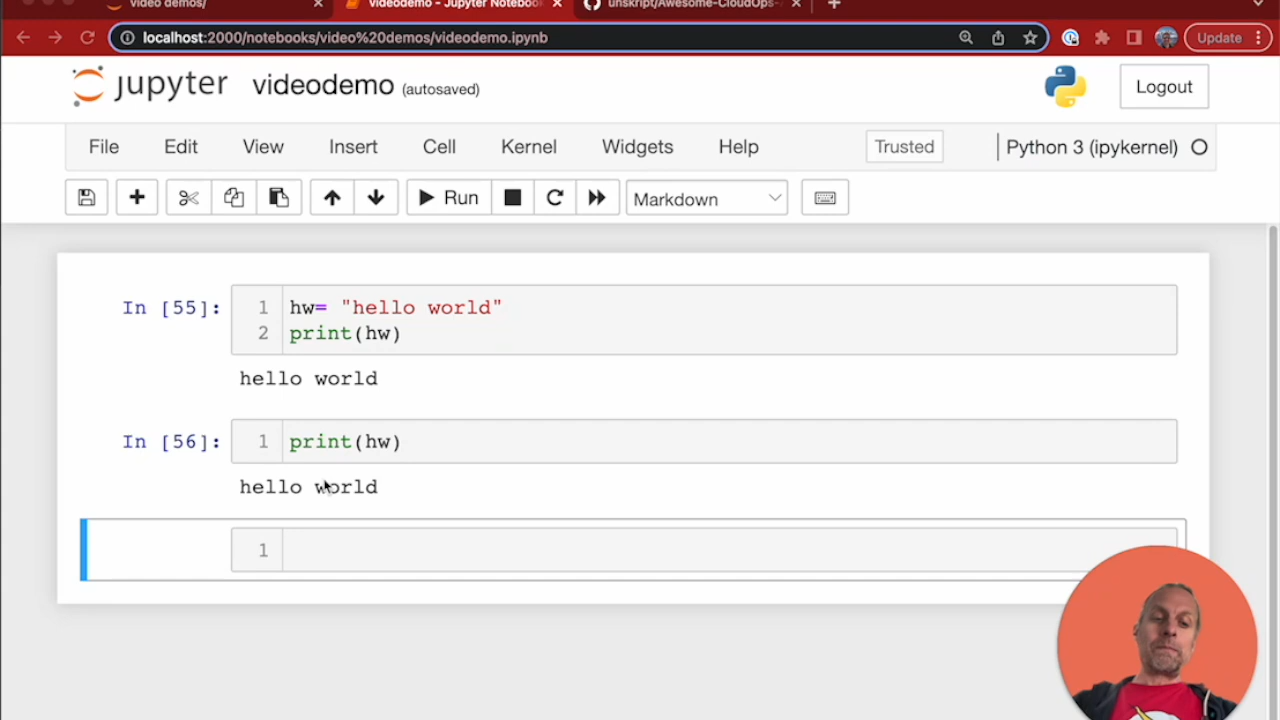 video demos/
videodemo - Jupyter Notebook
unskript/Awesome-CloudOps-
localhost:2000/notebooks/video%20demos/videodemo.ipynb
Update
jupyter videodemo (autosaved)
Logout
File Edit View Insert Cell Kernel Widgets Help Trusted Python 3 (ipykernel)
Run Markdown
In [55]: 1 hw= "hello world"
2 print(hw)
hello world
In [56]: 1 print(hw)
hello world
1